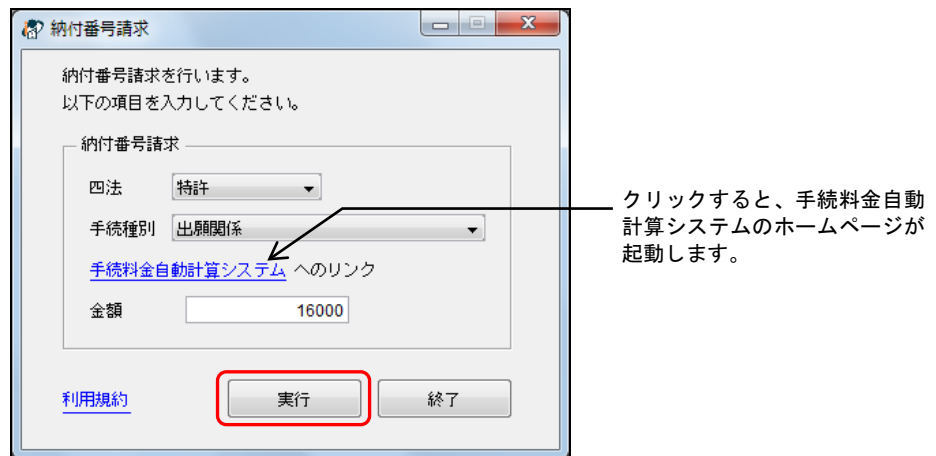 納付番号請求
納付番号請求を行います。
以下の項目を入力してください。
納付番号請求
四法 特許
手続種別 出願関係
手続料金自動計算システム へのリンク
金額 16000
利用規約 実行 終了
クリックすると、手続料金自動
計算システムのホームページが
起動します。